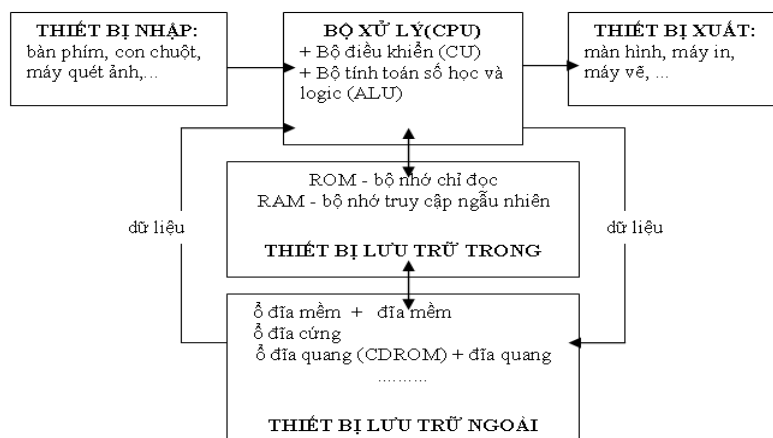 THIẾT BỊ NHẬP:
bàn phím, con chuột,
máy quét ảnh,...
BỘ XỬ LÝ(CPU)
+ Bộ điều khiển (CU)
+ Bộ tính toán số học và
logic (ALU)
THIẾT BỊ XUẤT:
màn hình, máy in,
máy vẽ, ...
ROM - bộ nhớ chỉ đọc
RAM - bộ nhớ truy cập ngẫu nhiên
THIẾT BỊ LƯU TRỮ TRONG
dữ liệu
dữ liệu
ổ đĩa mềm + đĩa mềm
ổ đĩa cứng
ổ đĩa quang (CDROM) + đĩa quang
..........
THIẾT BỊ LƯU TRỮ NGOÀI